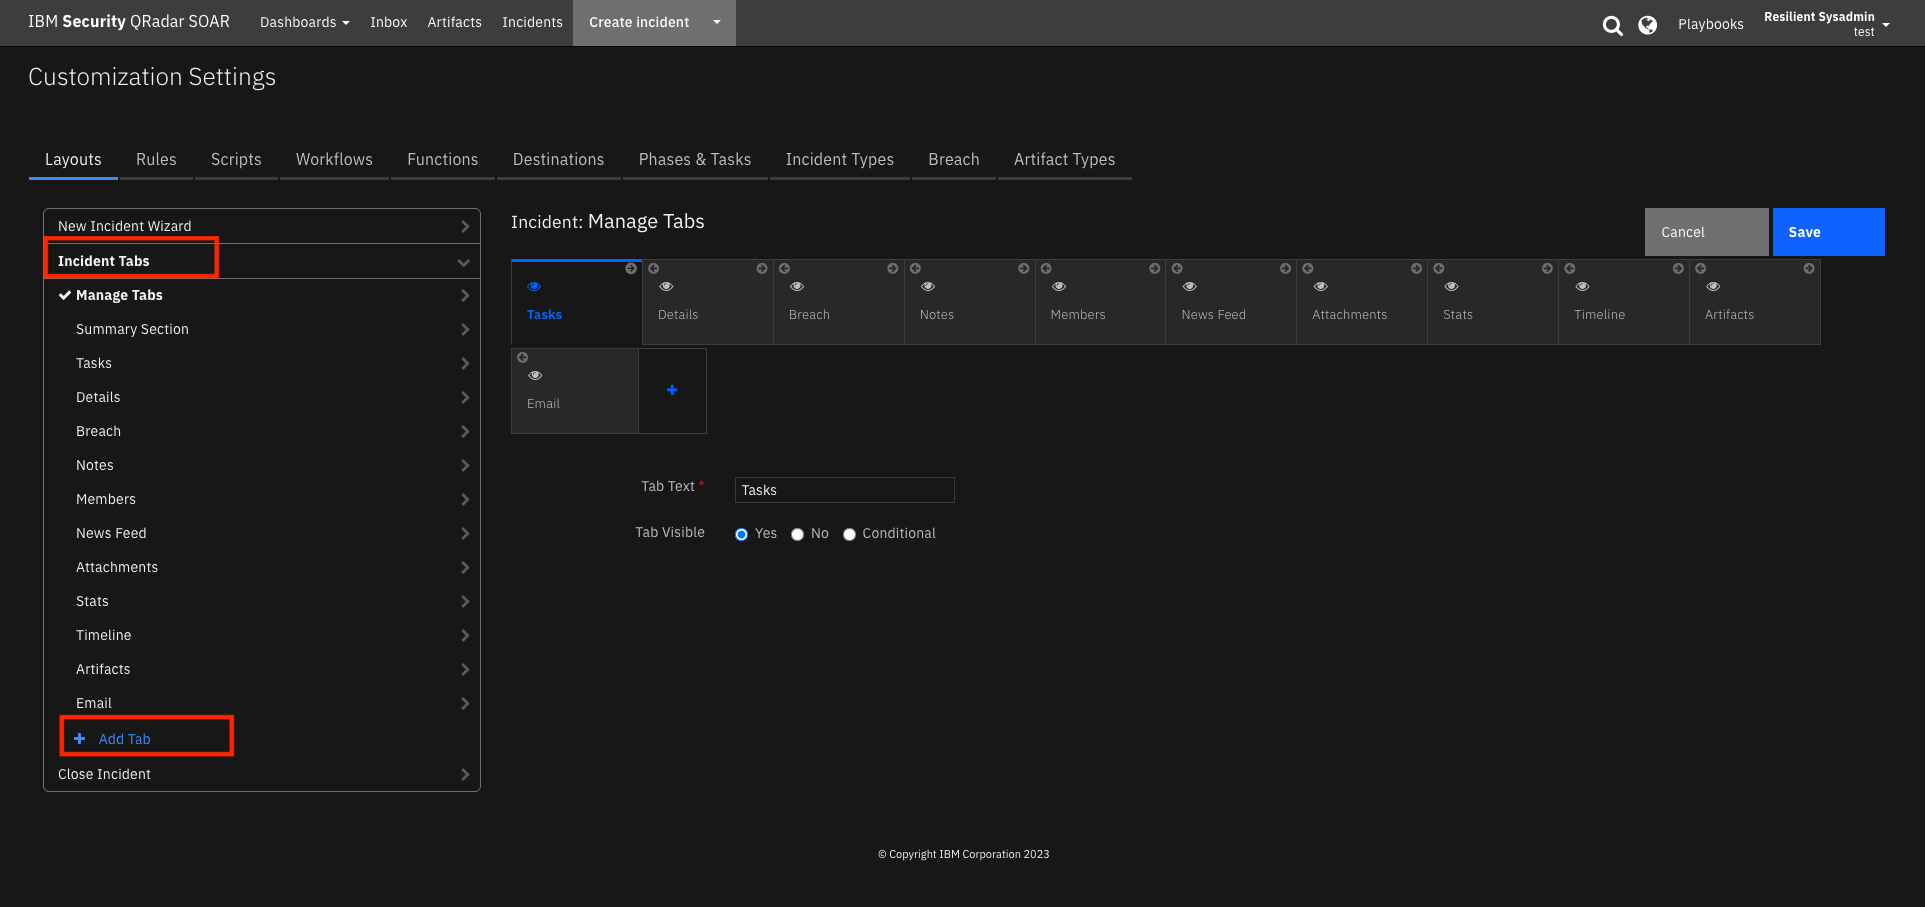 IBM Security QRadar SOAR Dashboards Inbox Artifacts Incidents Create incident Playbooks Resilient Sysadmin
test
Customization Settings
Layouts Rules Scripts Workflows Functions Destinations Phases & Tasks Incident Types Breach Artifact Types
New Incident Wizard
Incident Tabs
Manage Tabs
Summary Section
Tasks
Details
Breach
Notes
Members
News Feed
Attachments
Stats
Timeline
Artifacts
Email
Add Tab
Close Incident
Incident: Manage Tabs
Cancel Save
Tasks Details Breach Notes Members News Feed Attachments Stats Timeline Artifacts
Email
Tab Text * Tasks
Tab Visible Yes No Conditional
© Copyright IBM Corporation 2023